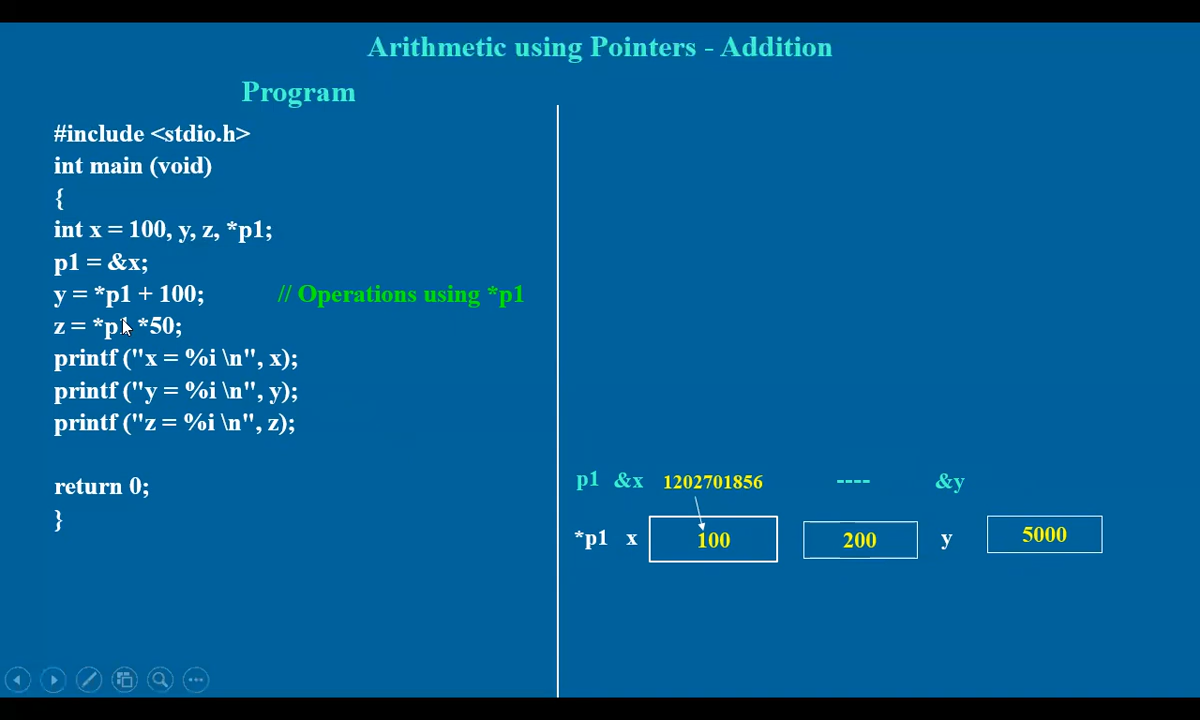 Arithmetic using Pointers - Addition
Program
#include <stdio.h>
int main (void)
{
int x = 100, y, z, *p1;
p1 = &x;
y = *p1 + 100; // Operations using *p1
z = *p1 *50;
printf ("x = %i \n", x);
printf ("y = %i \n", y);
printf ("z = %i \n", z);
return 0;
}
p1 &x 1202701856 ---- &y
*p1 x 100 200 y 5000